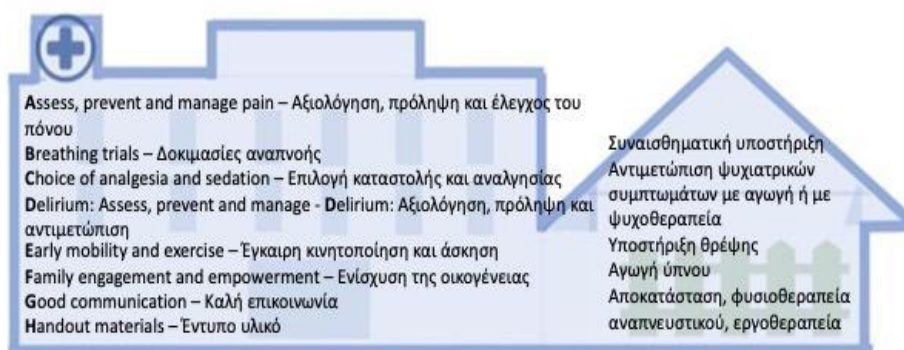 Assess, prevent and manage pain – Αξιολόγηση, πρόληψη και έλεγχος του
πόνου
Breathing trials – Δοκιμασίες αναπνοής
Choice of analgesia and sedation – Επιλογή καταστολής και αναλγησίας
Delirium: Assess, prevent and manage - Delirium: Αξιολόγηση, πρόληψη και
αντιμετώπιση
Early mobility and exercise – Έγκαιρη κινητοποίηση και άσκηση
Family engagement and empowerment – Ενίσχυση της οικογένειας
Good communication – Καλή επικοινωνία
Handout materials – Έντυπο υλικό
Συναισθηματική υποστήριξη
Αντιμετώπιση ψυχιατρικών
συμπτωμάτων με αγωγή ή με
ψυχοθεραπεία
Υποστήριξη θρέψης
Αγωγή ύπνου
Αποκατάσταση, φυσιοθεραπεία
αναπνευστικού, εργοθεραπεία